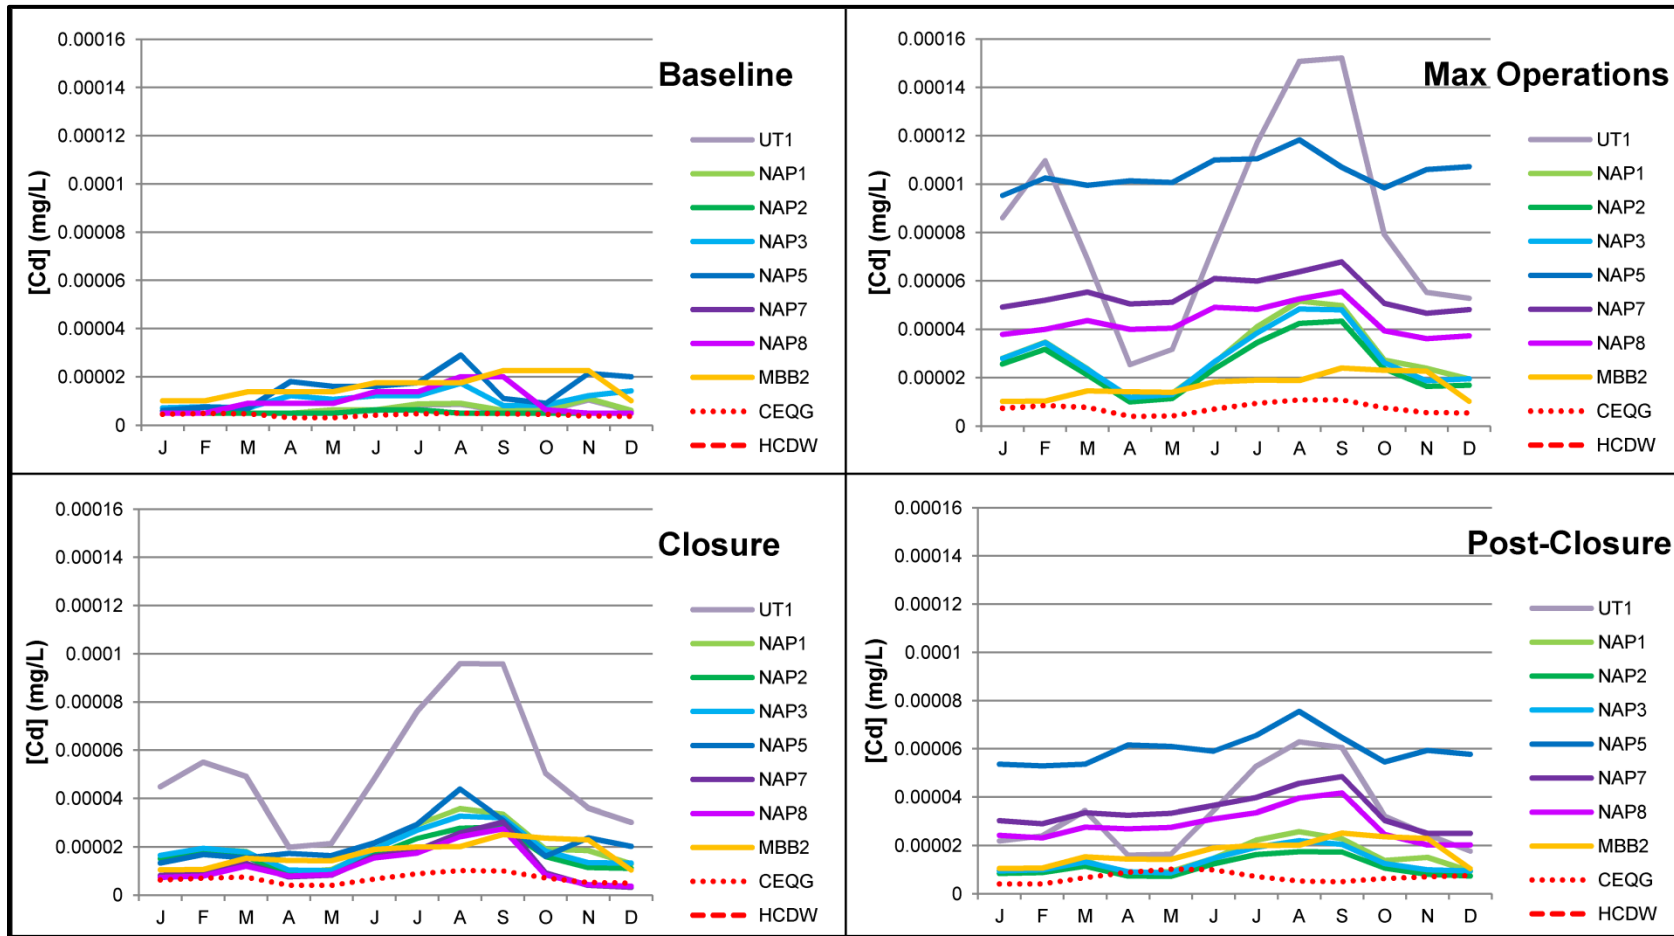 Baseline
[Cd] (mg/L)
0.00016
0.00014
0.00012
0.0001
0.00008
0.00006
0.00004
0.00002
0
J F M A M J J A S O N D
UT1
NAP1
NAP2
NAP3
NAP5
NAP7
NAP8
MBB2
CEQG
HCDW
Max Operations
[Cd] (mg/L)
0.00016
0.00014
0.00012
0.0001
0.00008
0.00006
0.00004
0.00002
0
J F M A M J J A S O N D
UT1
NAP1
NAP2
NAP3
NAP5
NAP7
NAP8
MBB2
CEQG
HCDW
Closure
[Cd] (mg/L)
0.00016
0.00014
0.00012
0.0001
0.00008
0.00006
0.00004
0.00002
0
J F M A M J J A S O N D
UT1
NAP1
NAP2
NAP3
NAP5
NAP7
NAP8
MBB2
CEQG
HCDW
Post-Closure
[Cd] (mg/L)
0.00016
0.00014
0.00012
0.0001
0.00008
0.00006
0.00004
0.00002
0
J F M A M J J A S O N D
UT1
NAP1
NAP2
NAP3
NAP5
NAP7
NAP8
MBB2
CEQG
HCDW